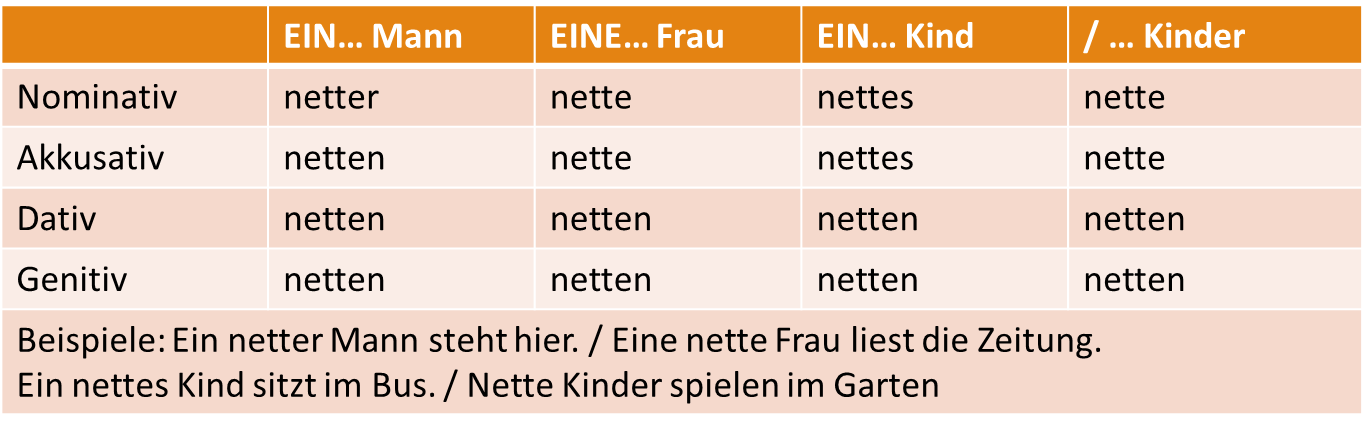 EIN… Mann EINE… Frau EIN… Kind / … Kinder
Nominativ netter nette nettes nette
Akkusativ netten nette nettes nette
Dativ netten netten netten netten
Genitiv netten netten netten netten
Beispiele: Ein netter Mann steht hier. / Eine nette Frau liest die Zeitung.
Ein nettes Kind sitzt im Bus. / Nette Kinder spielen im Garten